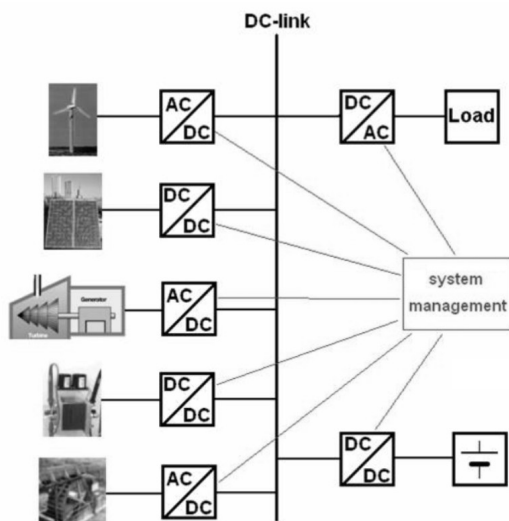 DC-link
AC
DC
DC
AC
Load
DC
DC
system
management
Generator
Turbine
AC
DC
DC
DC
AC
DC
DC
DC